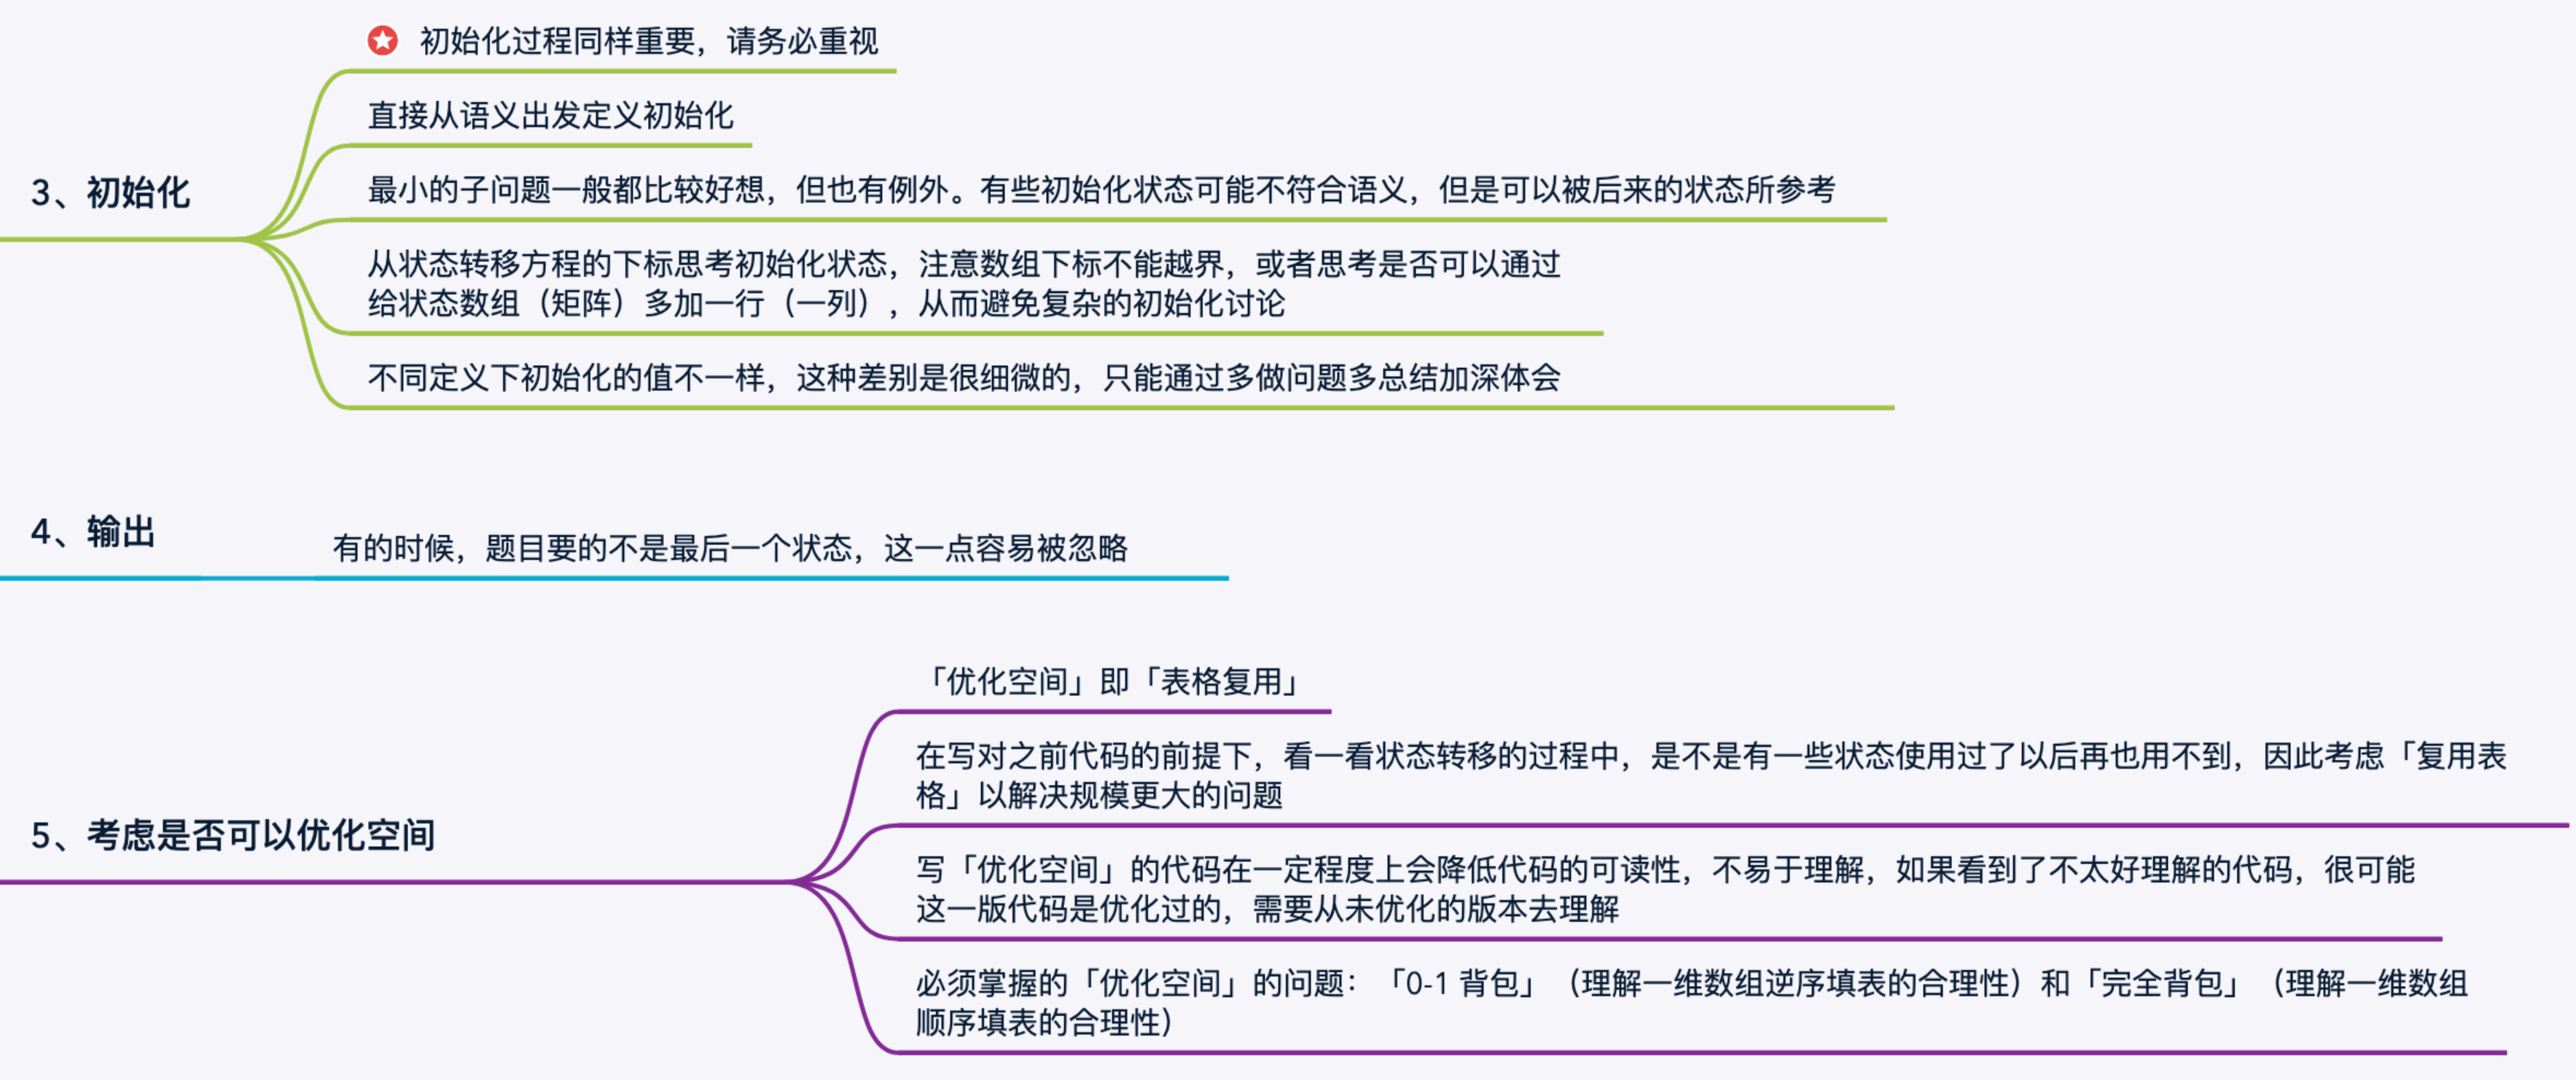 初始化过程同样重要，请务必重视
直接从语义出发定义初始化
3、初始化
最小的子问题一般都比较好想，但也有例外。有些初始化状态可能不符合语义，但是可以被后来的状态所参考
从状态转移方程的下标思考初始化状态，注意数组下标不能越界，或者思考是否可以通过
给状态数组（矩阵）多加一行（一列），从而避免复杂的初始化讨论
不同定义下初始化的值不一样，这种差别是很细微的，只能通过多做问题多总结加深体会
4、输出
有的时候，题目要的不是最后一个状态，这一点容易被忽略
「优化空间」即「表格复用」
在写对之前代码的前提下，看一看状态转移的过程中，是不是有一些状态使用过了以后再也用不到，因此考虑「复用表
格」以解决规模更大的问题
5、考虑是否可以优化空间
写「优化空间」的代码在一定程度上会降低代码的可读性，不易于理解，如果看到了不太好理解的代码，很可能
这一版代码是优化过的，需要从未优化的版本去理解
必须掌握的「优化空间」的问题：「0-1 背包」（理解一维数组逆序填表的合理性）和「完全背包」（理解一维数组
顺序填表的合理性）